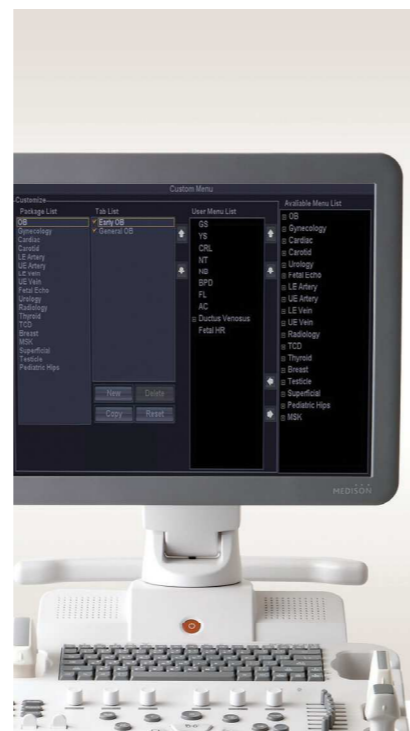 Custom Menu
Customize
Package List
OB
Gynecology
Cardiac
Carotid
LE Artery
UE Artery
LE Vein
UE Vein
Fetal Echo
Urology
Radiology
Thyroid
TCD
Breast
MSK
Superficial
Testicle
Pediatric Hips
Tab List
Early OB
General OB
New Delete
Copy Reset
User Menu List
GS
YS
CRL
NT
NB
BPD
FL
AC
Ductus Venosus
Fetal HR
Available Menu List
OB
Gynecology
Cardiac
Carotid
Urology
Fetal Echo
LE Artery
UE Artery
LE Vein
UE Vein
Radiology
TCD
Thyroid
Breast
Testicle
Superficial
Pediatric Hips
MSK
MEDISON